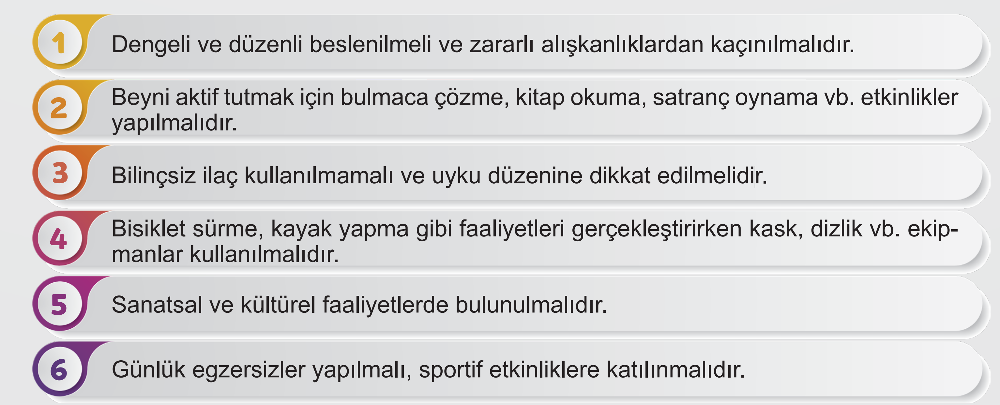 1
Dengeli ve düzenli beslenilmeli ve zararlı alışkanlıklardan kaçınılmalıdır.
2
Beyni aktif tutmak için bulmaca çözme, kitap okuma, satranç oynama vb. etkinlikler
yapılmalıdır.
3
Bilinçsiz ilaç kullanılmamalı ve uyku düzenine dikkat edilmelidir.
4
Bisiklet sürme, kayak yapma gibi faaliyetleri gerçekleştirirken kask, dizlik vb. ekip-
manlar kullanılmalıdır.
5
Sanatsal ve kültürel faaliyetlerde bulunulmalıdır.
6
Günlük egzersizler yapılmalı, sportif etkinliklere katılınmalıdır.